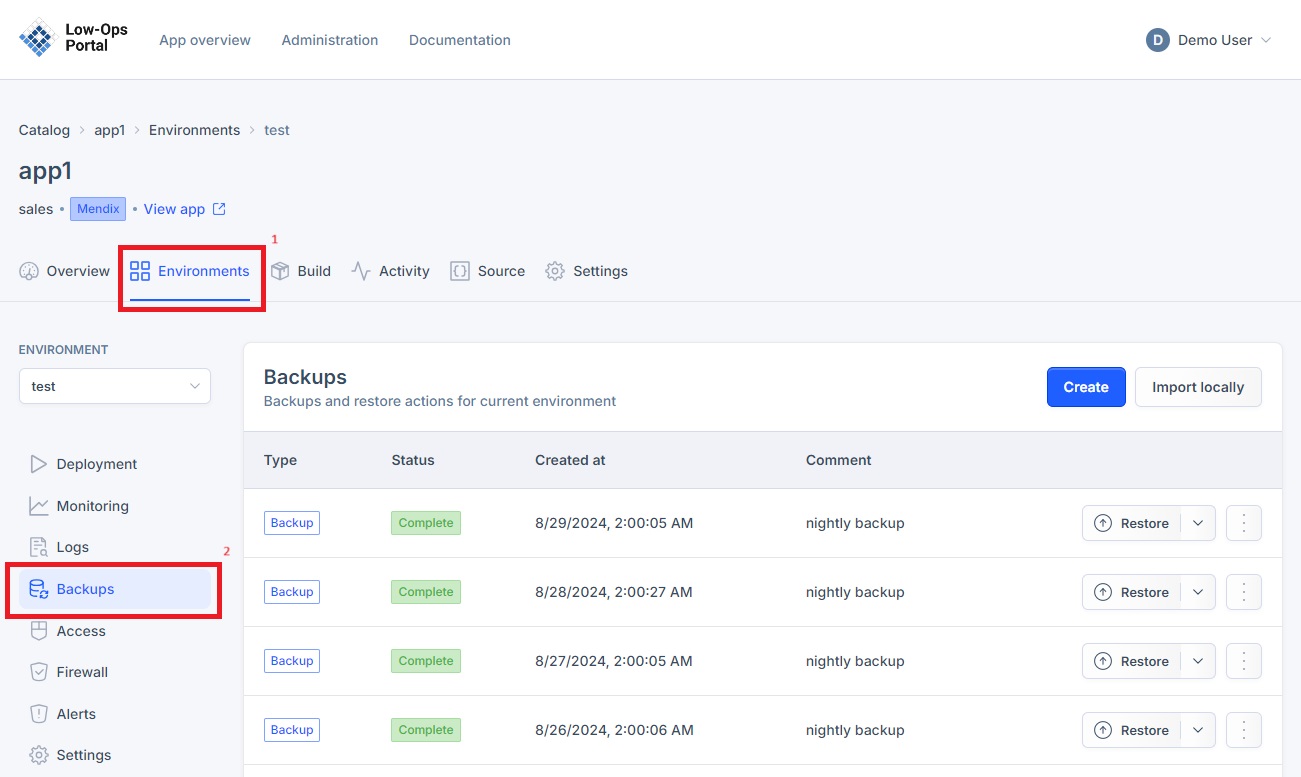 Low-Ops
Portal
App overview Administration Documentation
D Demo User
Catalog > app1 > Environments > test
app1
sales • Mendix • View app
1
Overview Environments Build Activity Source Settings
ENVIRONMENT
test
Backups
Backups and restore actions for current environment
Create Import locally
Type Status Created at Comment
Backup Complete 8/29/2024, 2:00:05 AM nightly backup Restore
Backup Complete 8/28/2024, 2:00:27 AM nightly backup Restore
Backup Complete 8/27/2024, 2:00:05 AM nightly backup Restore
Backup Complete 8/26/2024, 2:00:06 AM nightly backup Restore
Deployment
Monitoring
Logs
2
Backups
Access
Firewall
Alerts
Settings